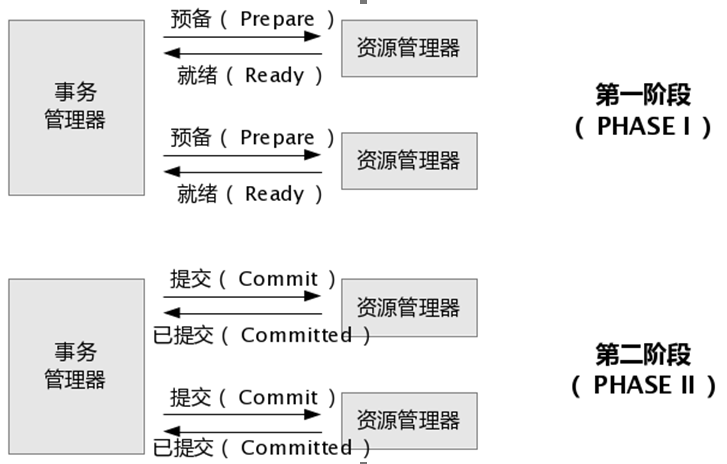 预备（ Prepare ）
资源管理器
就绪（ Ready ）
事务
管理器
第一阶段
（ PHASE I ）
预备（ Prepare ）
资源管理器
就绪（ Ready ）
提交（ Commit ）
资源管理器
已提交（ Committed ）
事务
管理器
第二阶段
（ PHASE II ）
提交（ Commit ）
资源管理器
已提交（ Committed ）